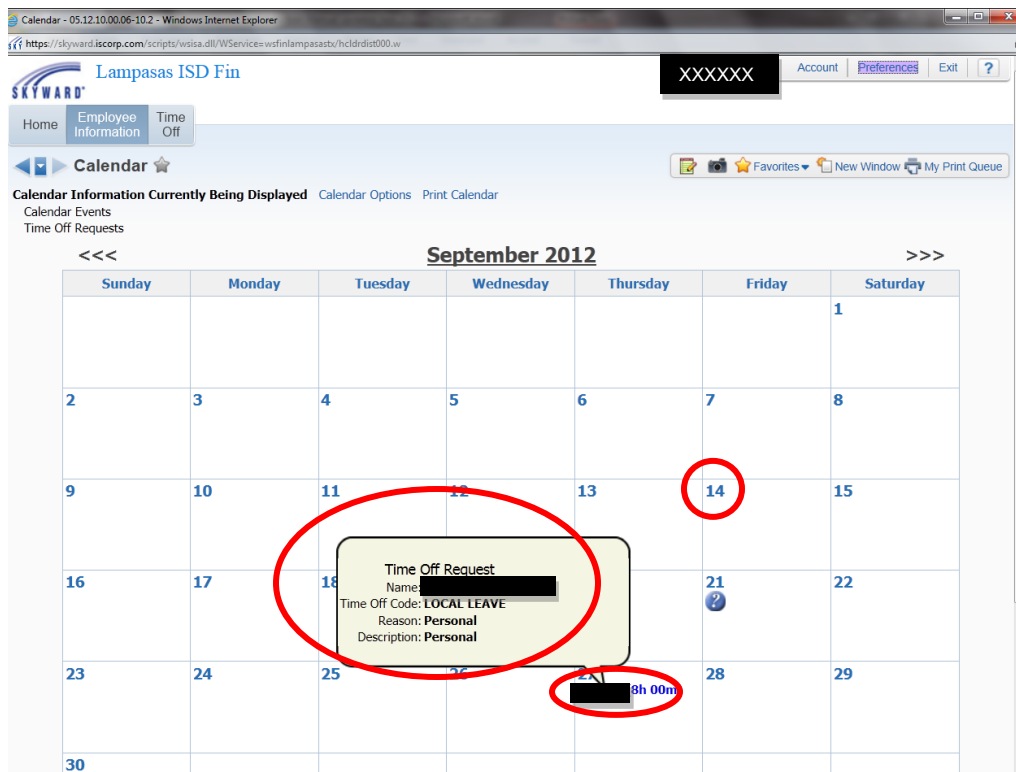 Calendar - 05.12.10.00.06-10.2 - Windows Internet Explorer
https://skyward.iscorp.com/scripts/wsisa.dll/WService=wsfinlampasastx/hcldrdist000.w
SKYWARD® Lampasas ISD Fin XXXXXX Account Preferences Exit ?
Home Employee Information Time Off
Calendar Favorites New Window My Print Queue
Calendar Information Currently Being Displayed Calendar Options Print Calendar
Calendar Events
Time Off Requests
<<< September 2012 >>>
Sunday Monday Tuesday Wednesday Thursday Friday Saturday
1
2 3 4 5 6 7 8
9 10 11 12 13 14 15
Time Off Request
Name:
16 17 18 21 22
?
Time Off Code: LOCAL LEAVE
Reason: Personal
Description: Personal
23 24 25 26 27 28 29
8h 00m
30